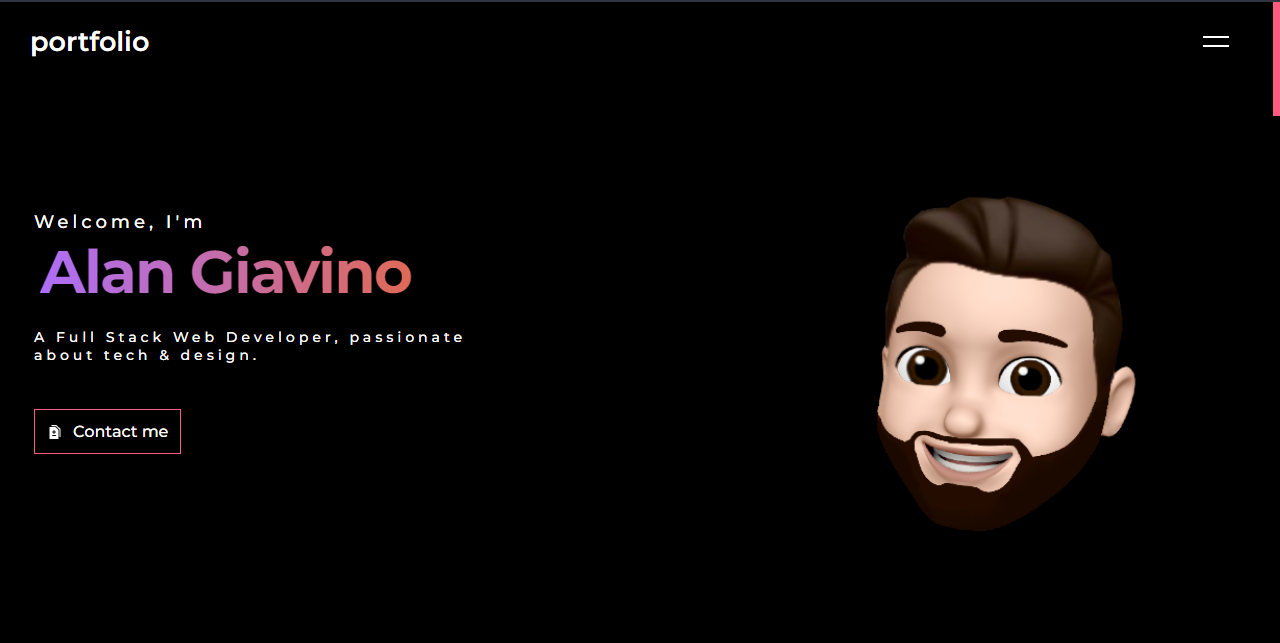 portfolio
Welcome, I'm
Alan Giavino
A Full Stack Web Developer, passionate
about tech & design.
Contact me